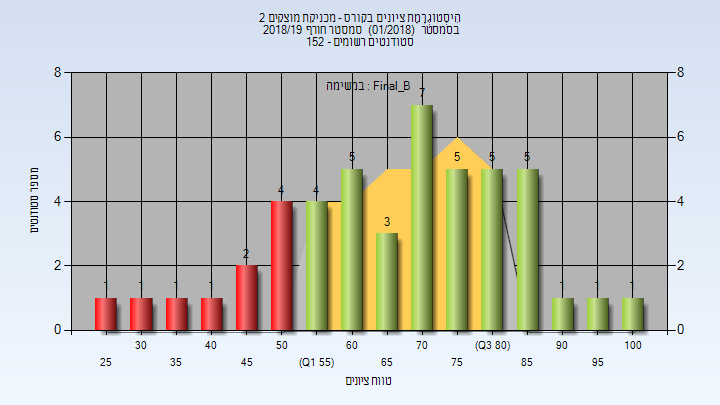 היסטוגרמת ציונים בקורס - מכניקת מוצקים 2
בסמסטר (01/2018) סמסטר חורף 2018/19
סטודנטים רשומים - 152
במשימה : Final_B
8 8
6 6
4 4
2 2
0 0
מספר סטודנטים
1 1 1 1 2 4 4 5 3 7 5 5 5 1 1 1
30 40 50 60 70 (Q3 80) 90 100
25 35 45 (Q1 55) 65 75 85 95
טווח ציונים